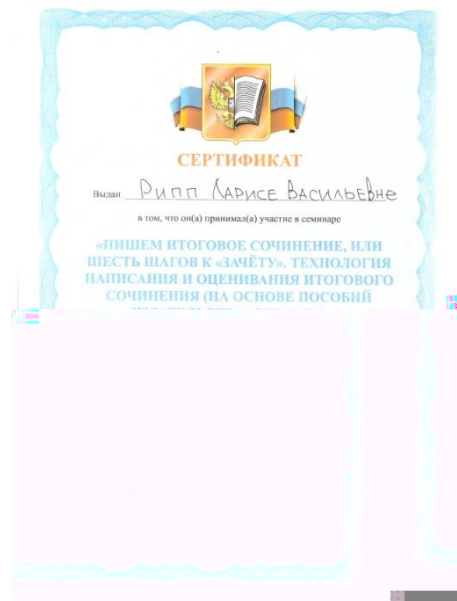 СЕРТИФИКАТ
Выдан Рипп Ларисе Васильевне
в том, что он(а) принимал(а) участие в семинаре
«ПИШЕМ ИТОГОВОЕ СОЧИНЕНИЕ, ИЛИ
ШЕСТЬ ШАГОВ К «ЗАЧЁТУ». ТЕХНОЛОГИЯ
НАПИСАНИЯ И ОЦЕНИВАНИЯ ИТОГОВОГО
СОЧИНЕНИЯ (НА ОСНОВЕ ПОСОБИЙ